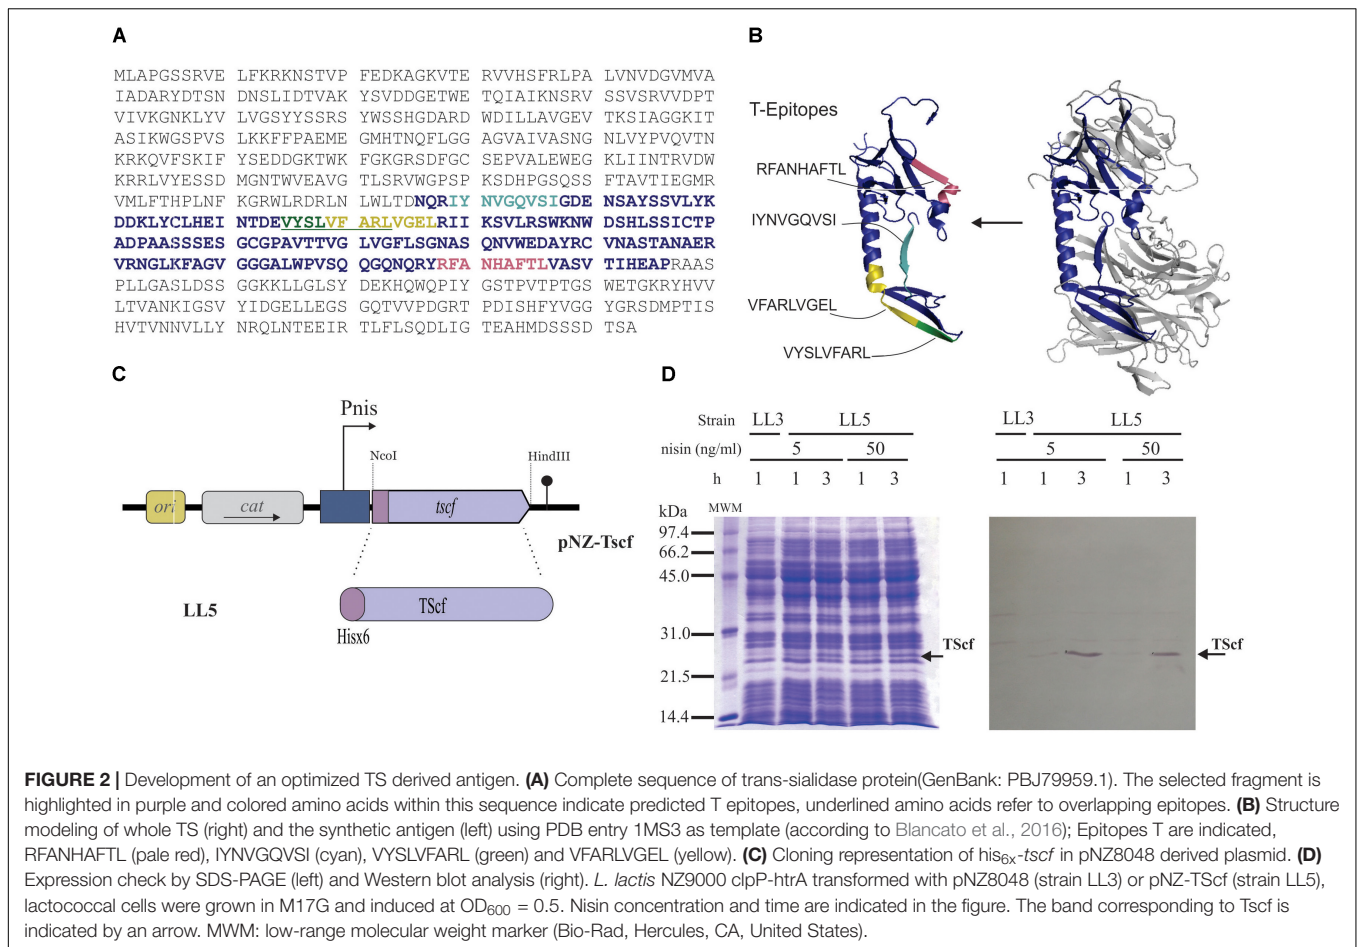 A
MLAPGSSRVE LFKRKNSTVP FEDKAGKVTE RVVHSFRLPA LVNVDGVMVA
IADARYDTSN DNSLIDTVAK YSVDDGETWE TQIAIKNSRV SSVSRVVDPT
VIVKGNKLYV LVGSYYSSRS YWSSHGDARD WDILLAVGEV TKSIAGGKIT
ASIKWGSPVS LKKFFPAEME GMHTNQFLGG AGVAIVASNG NLVYPVQVTN
KRKQVFSKIF YSEDDGKTWK FGKGRSDFGC SEPVALEWEG KLIINTRVDW
KRRLVYESSD MGNTWVEAVG TLSRVWGPSP KSDHPGSQSS FTAVTIEGMR
VMLFTHPLNF KGRWLRDRLN LWLTDNQRIY NVGQVSIGDE NSAYSSVLYK
DDKLYCLHEI NTDEVYSLVF ARLVGELRII KSVLRSWKNW DSHLSSICTP
ADPAASSSES GCGPAVTTVG LVGFLSGNAS QNVWEDAYRC VNASTANAER
VRNGLKFAGV GGGALWPVSQ QGQNQRYRFA NHAFTLVASV TIHEAPRAAS
PLLGASLDSS GGKKLLGLSY DEKHQWQPIY GSTPVTPTGS WETGKRYHVV
LTVANKIGSV YIDGELLEGS GQTVVPDGRT PDISHFYVGG YGRSDMPTIS
HVTVNNVLLY NRQLNTEEIR TLFLSQDLIG TEAHMDSSSD TSA
B
T-Epitopes
RFANHAFTL
IYNVGQVSI
VFARLVGEL
VYSLVFARL
C
Pnis
NcoI
HindIII
ori
cat
tscf
pNZ-Tscf
LL5
TScf
Hisx6
D
Strain LL3 LL5
nisin (ng/ml) 5 50
h 1 1 3 1 3
kDa MWM
97.4
66.2
45.0
31.0
TScf
21.5
14.4
LL3 LL5
5 50
1 1 3 1 3
TScf
FIGURE 2 | Development of an optimized TS derived antigen. (A) Complete sequence of trans-sialidase protein(GenBank: PBJ79959.1). The selected fragment is
highlighted in purple and colored amino acids within this sequence indicate predicted T epitopes, underlined amino acids refer to overlapping epitopes. (B) Structure
modeling of whole TS (right) and the synthetic antigen (left) using PDB entry 1MS3 as template (according to Blancato et al., 2016); Epitopes T are indicated,
RFANHAFTL (pale red), IYNVGQVSI (cyan), VYSLVFARL (green) and VFARLVGEL (yellow). (C) Cloning representation of his6x-tscf in pNZ8048 derived plasmid. (D)
Expression check by SDS-PAGE (left) and Western blot analysis (right). L. lactis NZ9000 clpP-htrA transformed with pNZ8048 (strain LL3) or pNZ-TScf (strain LL5),
lactococcal cells were grown in M17G and induced at OD600 = 0.5. Nisin concentration and time are indicated in the figure. The band corresponding to Tscf is
indicated by an arrow. MWM: low-range molecular weight marker (Bio-Rad, Hercules, CA, United States).